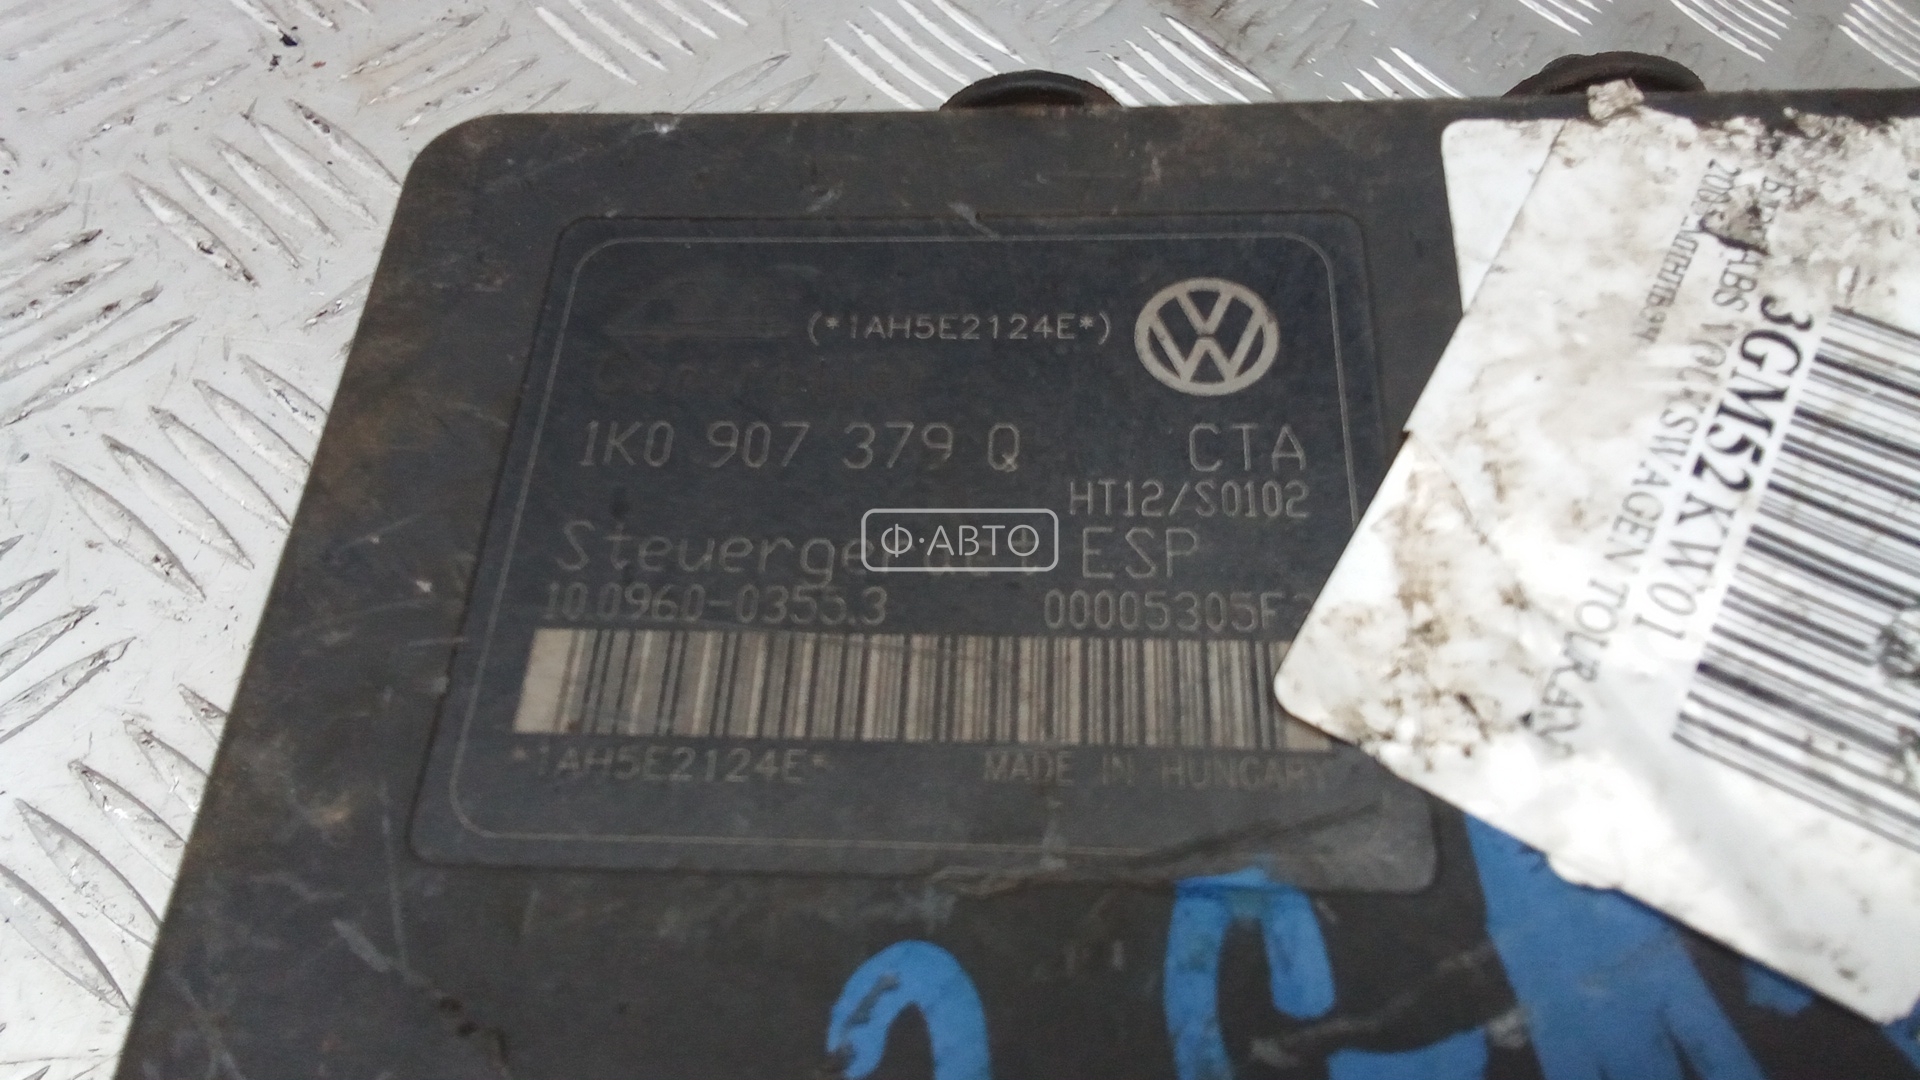 (*1AH5E2124E*)
1K0 907 379 Q CTA
HT12/S0102
ESP
10.0960-0355.3 00005305F
*1AH5E2124E*
MADE IN HUNGARY
Ф·АВТО
3GM52KW01
ABS VOLKSWAGEN TOURAN